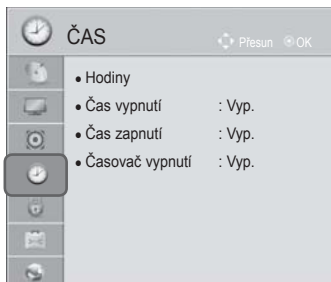 ČAS
Přesun OK
• Hodiny
• Čas vypnutí : Vyp.
• Čas zapnutí : Vyp.
• Časovač vypnutí : Vyp.